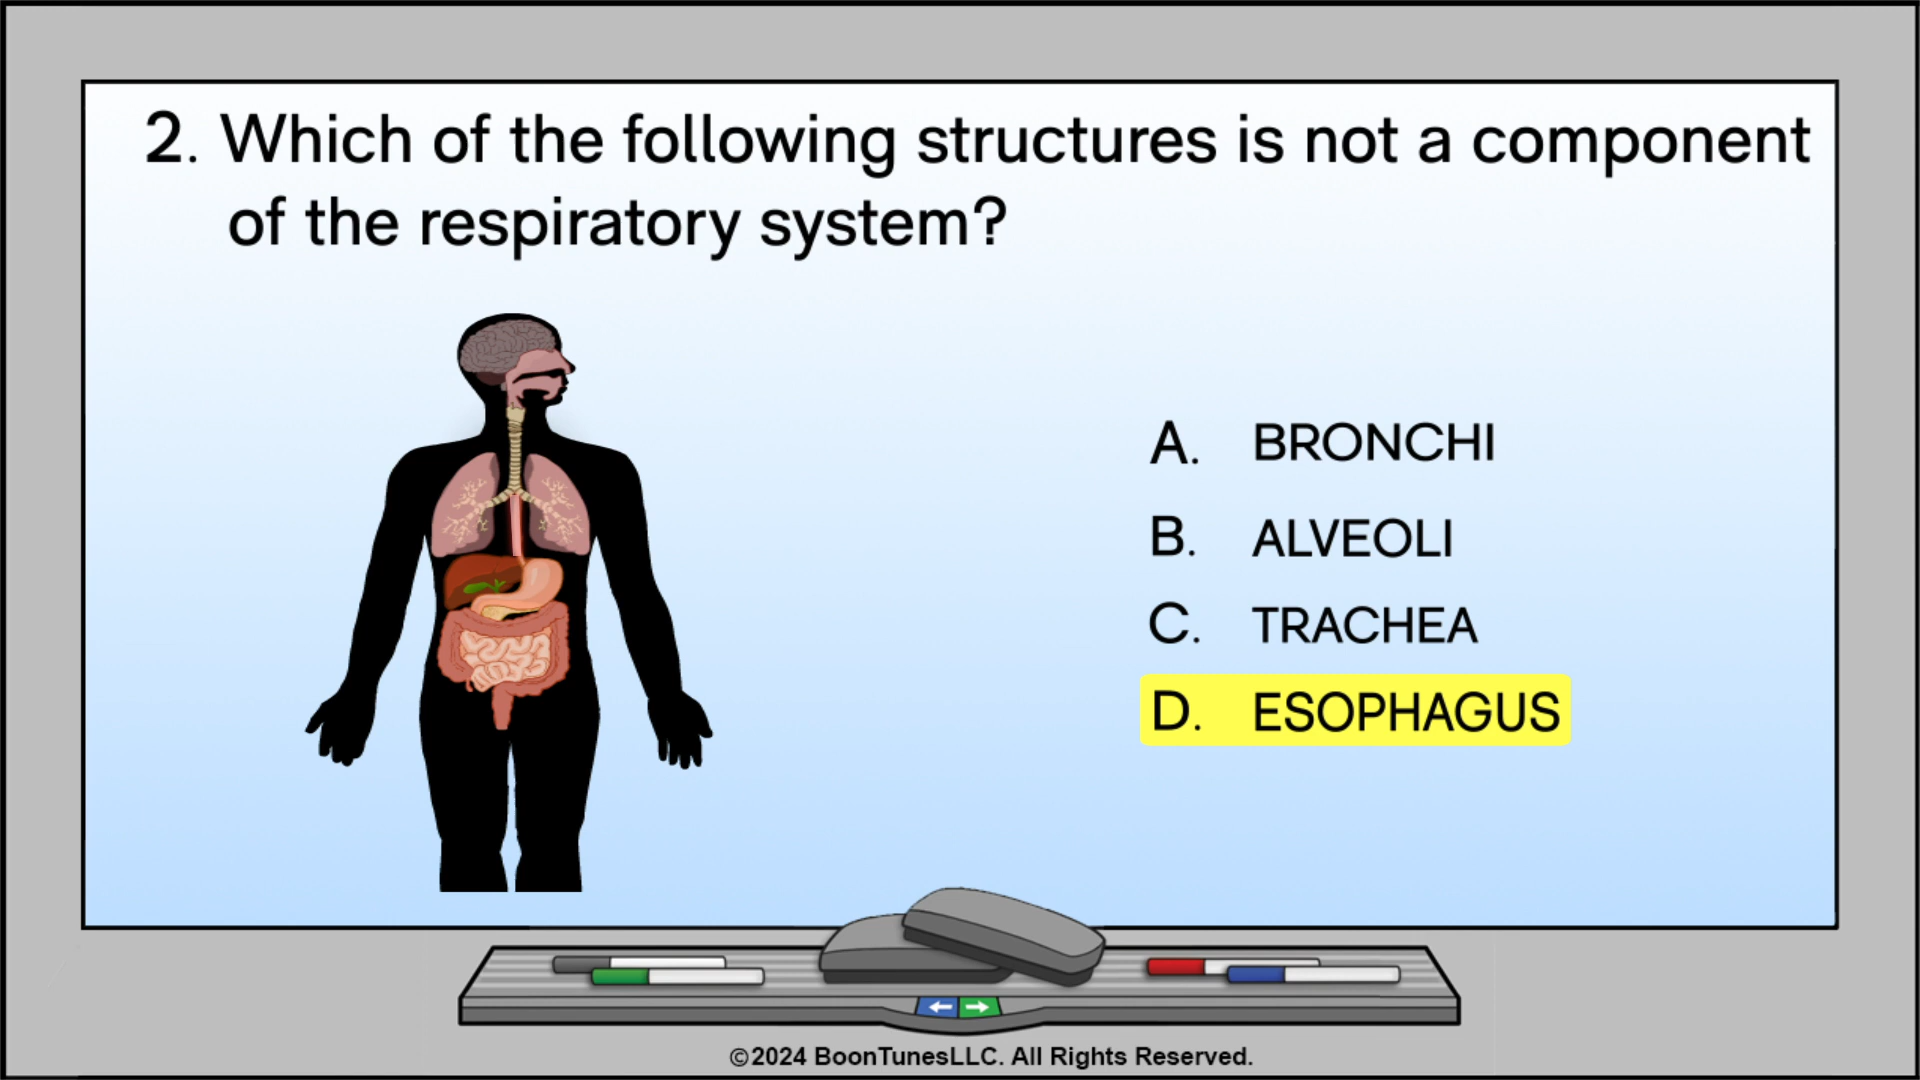 2. Which of the following structures is not a component
of the respiratory system?
A. BRONCHI
B. ALVEOLI
C. TRACHEA
D. ESOPHAGUS
©2024 BoonTunesLLC. All Rights Reserved.